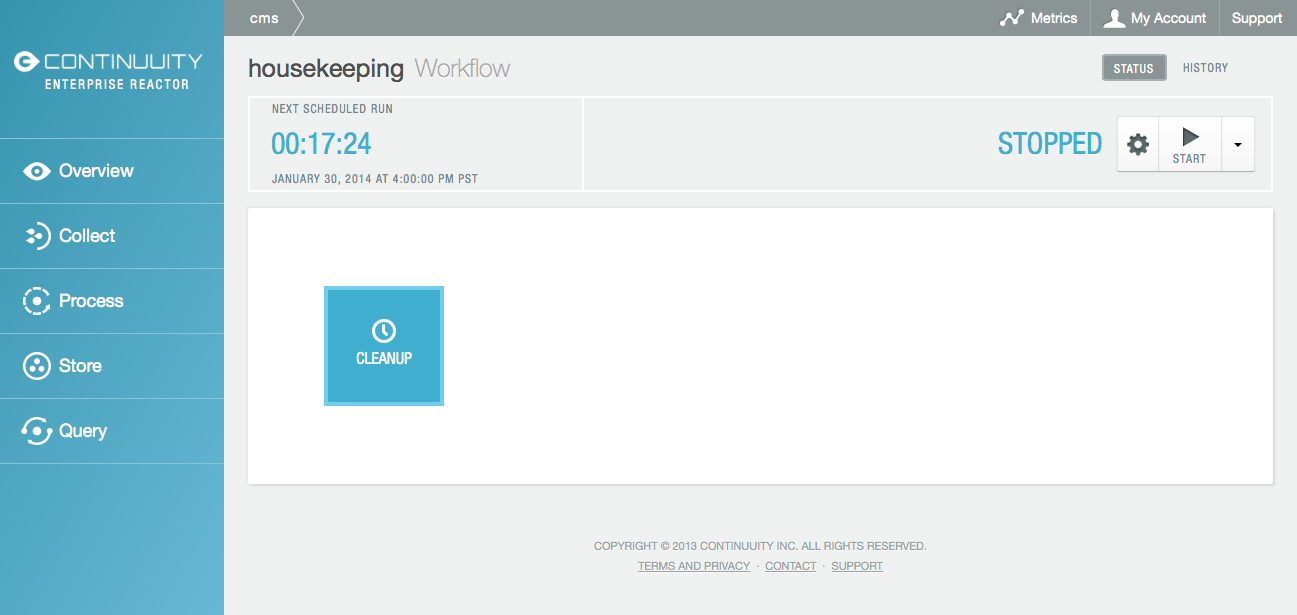 CONTINUUITY
ENTERPRISE REACTOR
Overview
Collect
Process
Store
Query
cms
Metrics
My Account
Support
housekeeping Workflow
STATUS
HISTORY
NEXT SCHEDULED RUN
00:17:24
JANUARY 30, 2014 AT 4:00:00 PM PST
STOPPED
START
CLEANUP
COPYRIGHT © 2013 CONTINUUITY INC. ALL RIGHTS RESERVED.
TERMS AND PRIVACY · CONTACT · SUPPORT